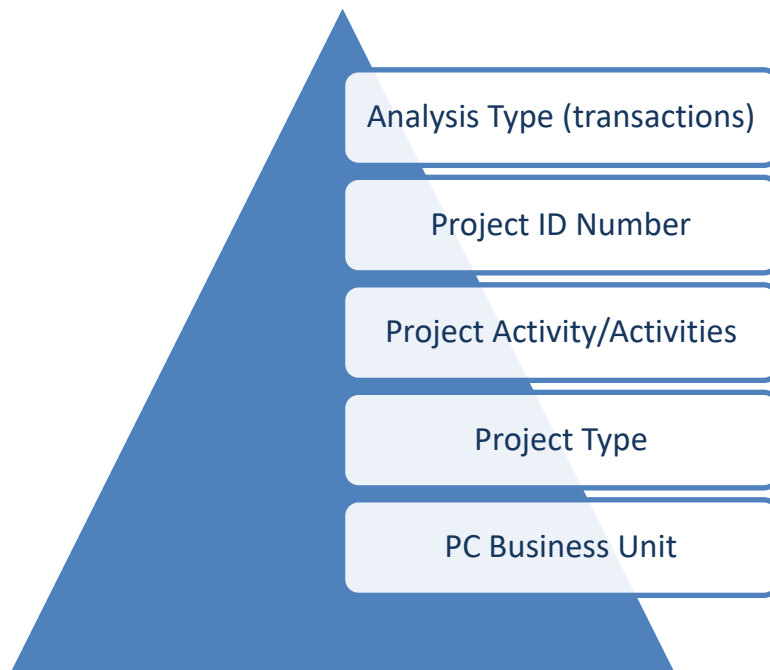 Analysis Type (transactions)
Project ID Number
Project Activity/Activities
Project Type
PC Business Unit